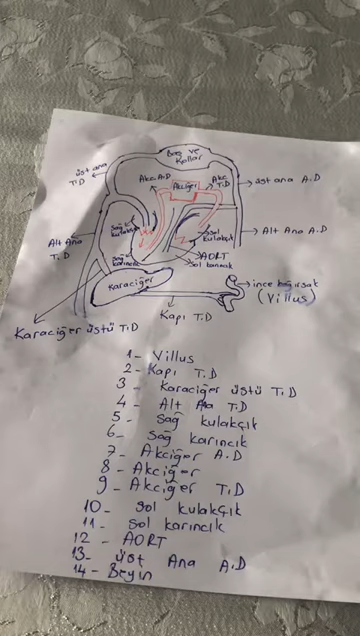 Baş ve
Kollar
üst ana
T.D
Akc A.D
Akciğer
Akc
T.D
üst ana A.D
Sağ
kulakçık
Sol
kulakçık
Alt Ana
T.D
Alt Ana A.D
Sağ
karıncık
AORT
Sol karıncık
Karaciğer
ince bağırsak
(Villus)
Kapı T.D
Karaciğer üstü T.D
1- Villus
2- Kapı T.D
3 Karaciğer üstü T.D
4- Alt Ana T.D
5- Sağ kulakçık
6- Sağ karıncık
7- Akciğer A.D
8- Akciğer
9- Akciğer T.D
10- sol kulakçık
11- sol karıncık
12- AORT
13- üst Ana A.D
14- Beyin